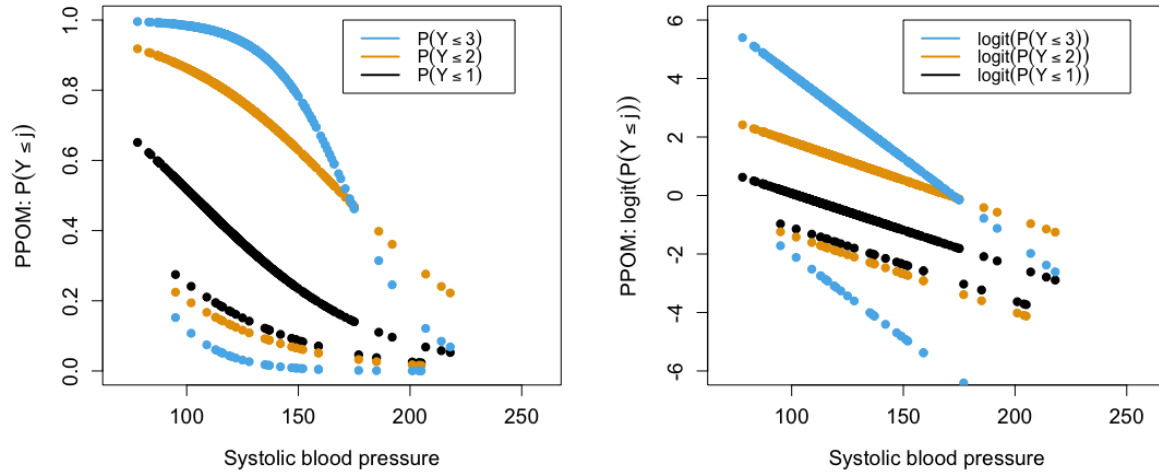 PPOM: P(Y ≤ j)
1.0
0.8
0.6
0.4
0.2
0.0
P(Y ≤ 3)
P(Y ≤ 2)
P(Y ≤ 1)
100 150 200 250
Systolic blood pressure
PPOM: logit(P(Y ≤ j))
6
4
2
0
-2
-4
-6
logit(P(Y ≤ 3))
logit(P(Y ≤ 2))
logit(P(Y ≤ 1))
100 150 200 250
Systolic blood pressure